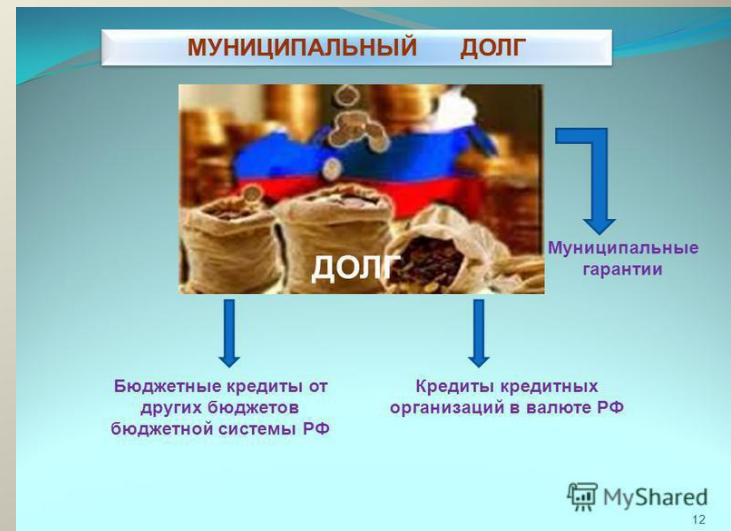 МУНИЦИПАЛЬНЫЙ ДОЛГ
ДОЛГ
Муниципальные
гарантии
Бюджетные кредиты от
других бюджетов
бюджетной системы РФ
Кредиты кредитных
организаций в валюте РФ
MyShared
12